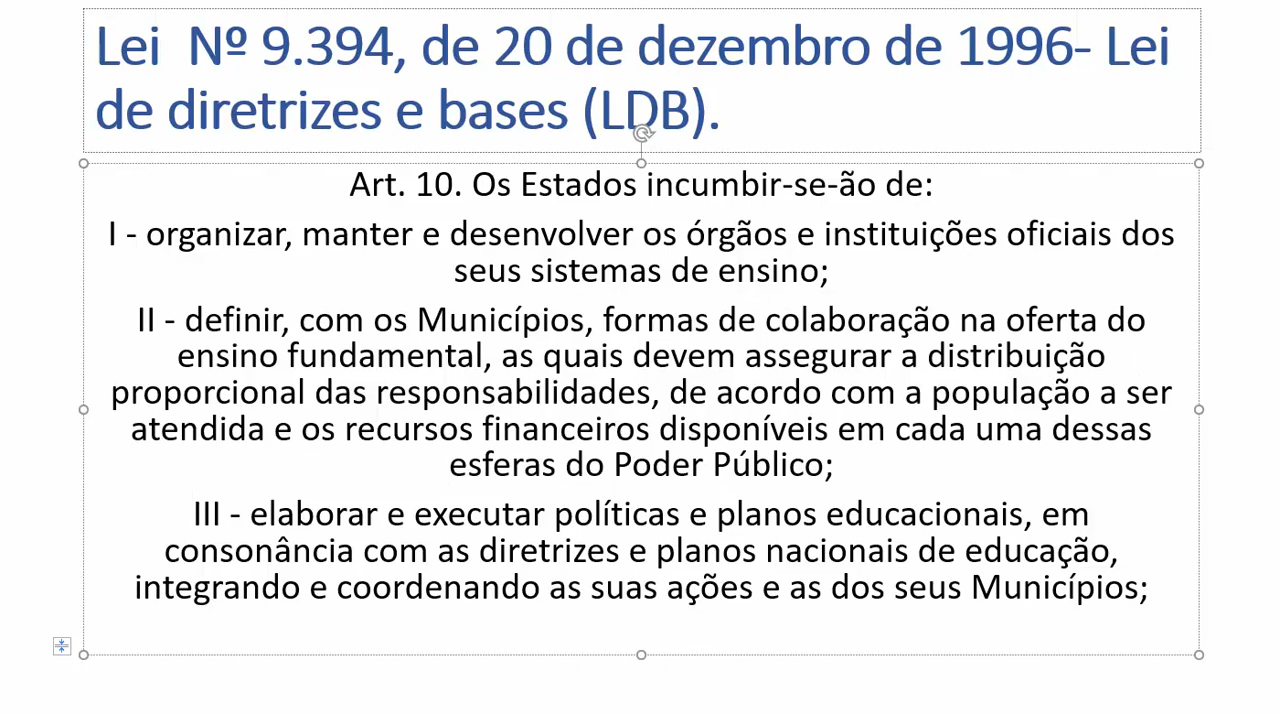 Lei  Nº 9.394, de 20 de dezembro de 1996- Lei
de diretrizes e bases (LDB).
Art. 10. Os Estados incumbir-se-ão de:
I - organizar, manter e desenvolver os órgãos e instituições oficiais dos
seus sistemas de ensino;
II - definir, com os Municípios, formas de colaboração na oferta do
ensino fundamental, as quais devem assegurar a distribuição
proporcional das responsabilidades, de acordo com a população a ser
atendida e os recursos financeiros disponíveis em cada uma dessas
esferas do Poder Público;
III - elaborar e executar políticas e planos educacionais, em
consonância com as diretrizes e planos nacionais de educação,
integrando e coordenando as suas ações e as dos seus Municípios;